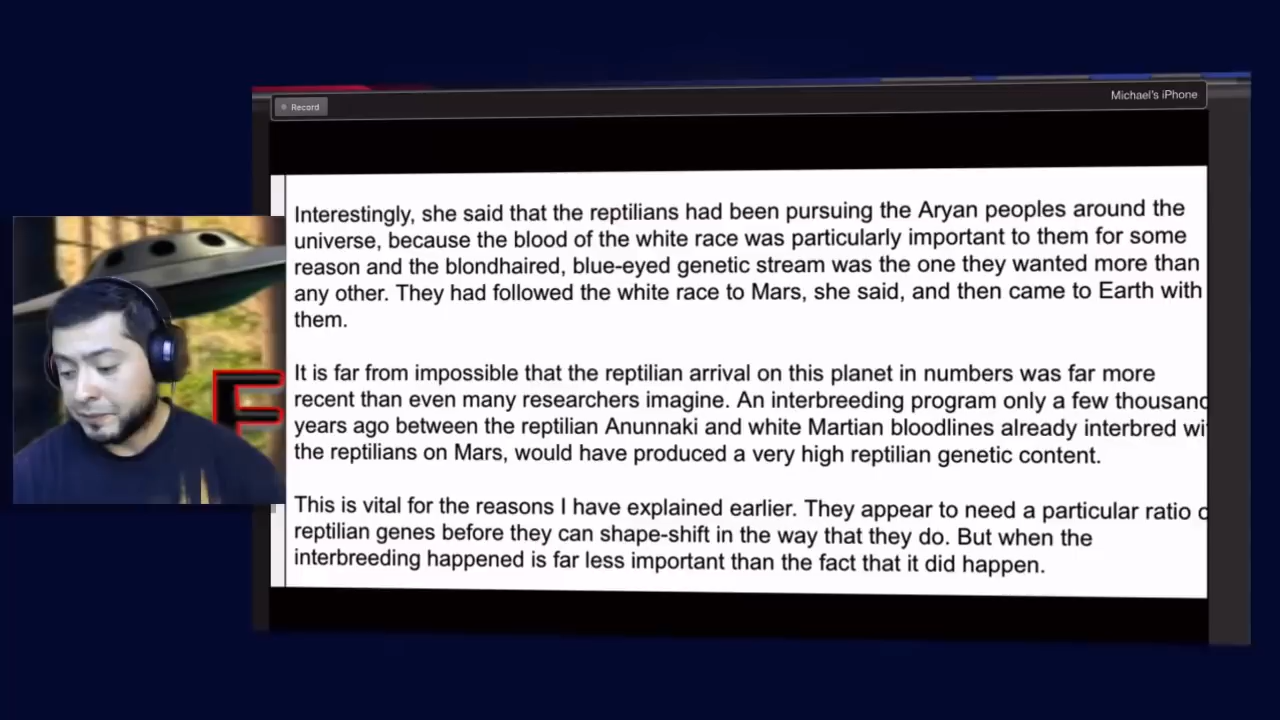 Record
Michael's iPhone
Interestingly, she said that the reptilians had been pursuing the Aryan peoples around the
universe, because the blood of the white race was particularly important to them for some
reason and the blondhaired, blue-eyed genetic stream was the one they wanted more than
any other. They had followed the white race to Mars, she said, and then came to Earth with
them.
It is far from impossible that the reptilian arrival on this planet in numbers was far more
recent than even many researchers imagine. An interbreeding program only a few thousand
years ago between the reptilian Anunnaki and white Martian bloodlines already interbred wi
the reptilians on Mars, would have produced a very high reptilian genetic content.
This is vital for the reasons I have explained earlier. They appear to need a particular ratio
reptilian genes before they can shape-shift in the way that they do. But when the
interbreeding happened is far less important than the fact that it did happen.